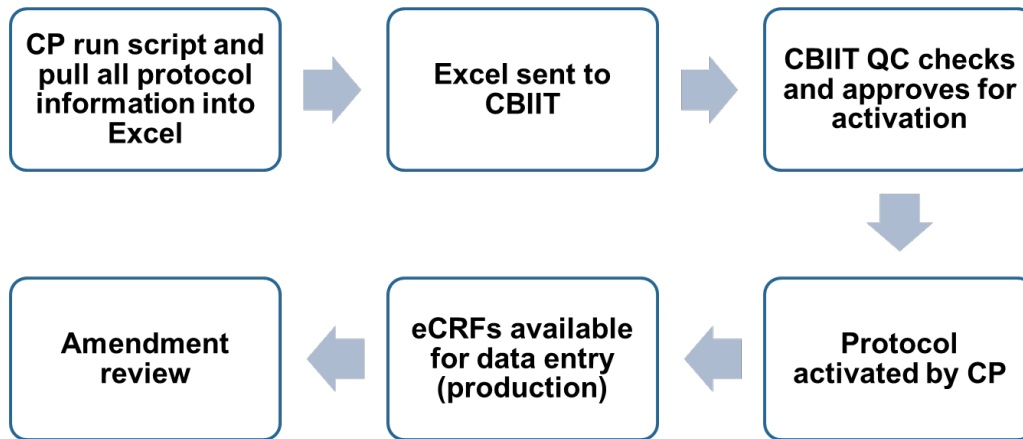 CP run script and
pull all protocol
information into
Excel
Excel sent to
CBIIT
CBIIT QC checks
and approves for
activation
Protocol
activated by CP
eCRFs available
for data entry
(production)
Amendment
review